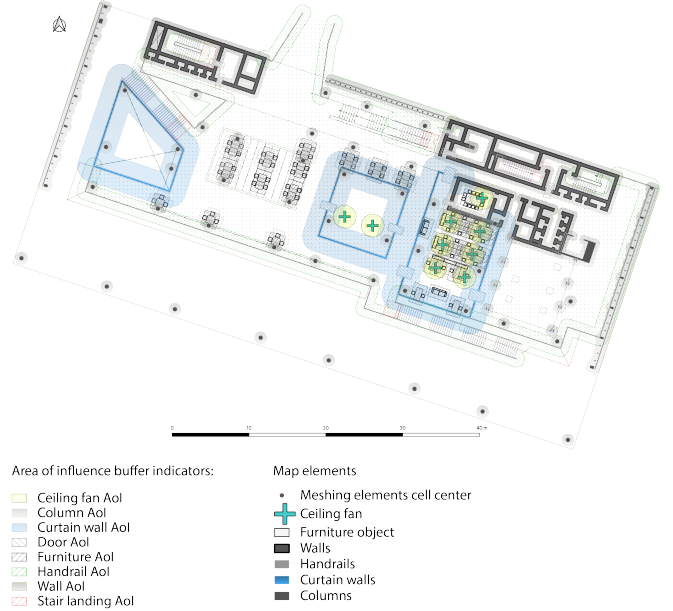 0 10 20 30 40 m
Area of influence buffer indicators:
Ceiling fan AoI
Column AoI
Curtain wall AoI
Door AoI
Furniture AoI
Handrail AoI
Wall AoI
Stair landing AoI
Map elements
Meshing elements cell center
Ceiling fan
Furniture object
Walls
Handrails
Curtain walls
Columns